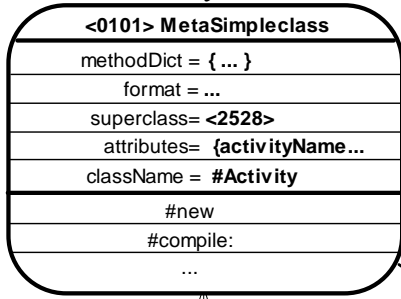 <0101> MetaSimpleclass
methodDict = { ... }
format = ...
superclass= <2528>
attributes= {activityName...
className = #Activity
#new
#compile:
...